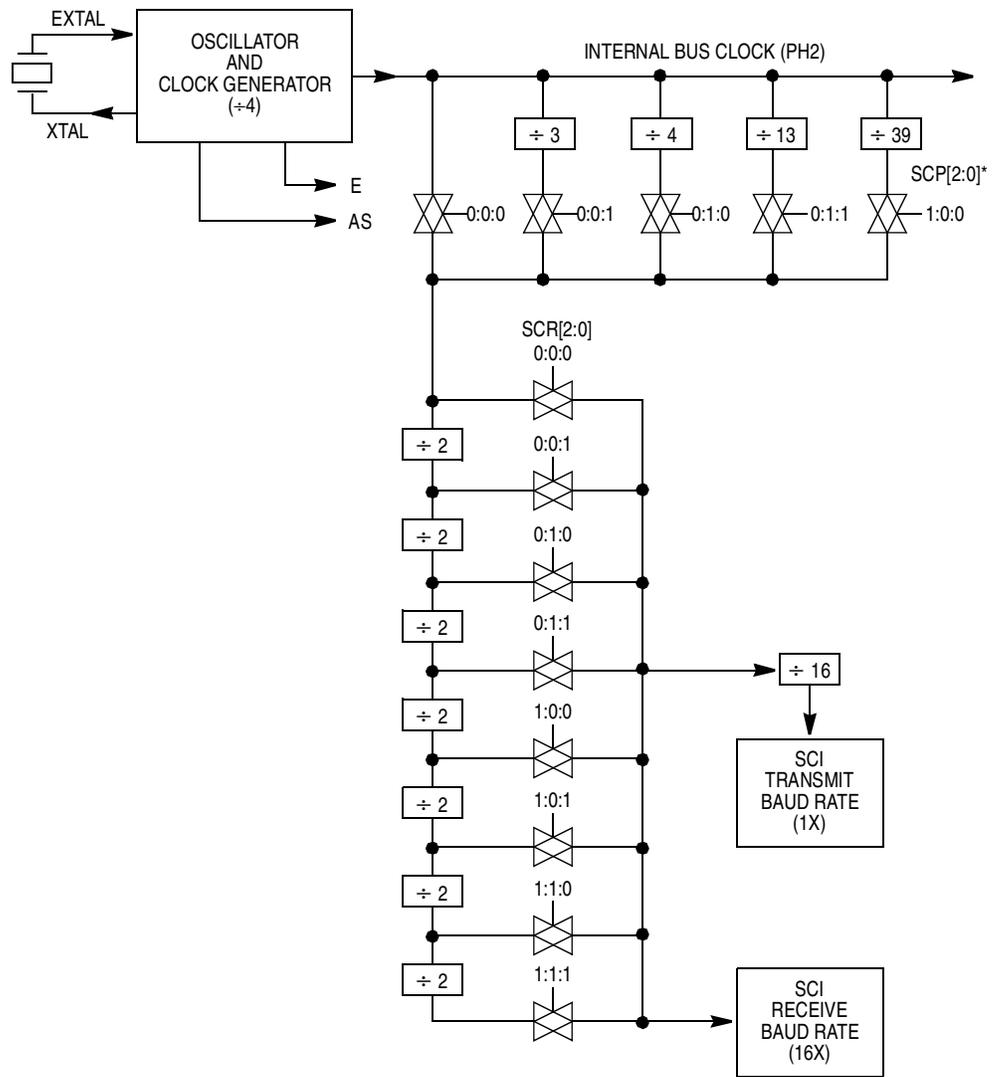 EXTAL
XTAL
OSCILLATOR
AND
CLOCK GENERATOR
(÷4)
E
AS
INTERNAL BUS CLOCK (PH2)
÷ 3
÷ 4
÷ 13
÷ 39
SCP[2:0]*
0:0:0
0:0:1
0:1:0
0:1:1
1:0:0
SCR[2:0]
0:0:0
÷ 2
0:0:1
÷ 2
0:1:0
÷ 2
0:1:1
÷ 16
÷ 2
1:0:0
SCI
TRANSMIT
BAUD RATE
(1X)
÷ 2
1:0:1
÷ 2
1:1:0
÷ 2
1:1:1
SCI
RECEIVE
BAUD RATE
(16X)